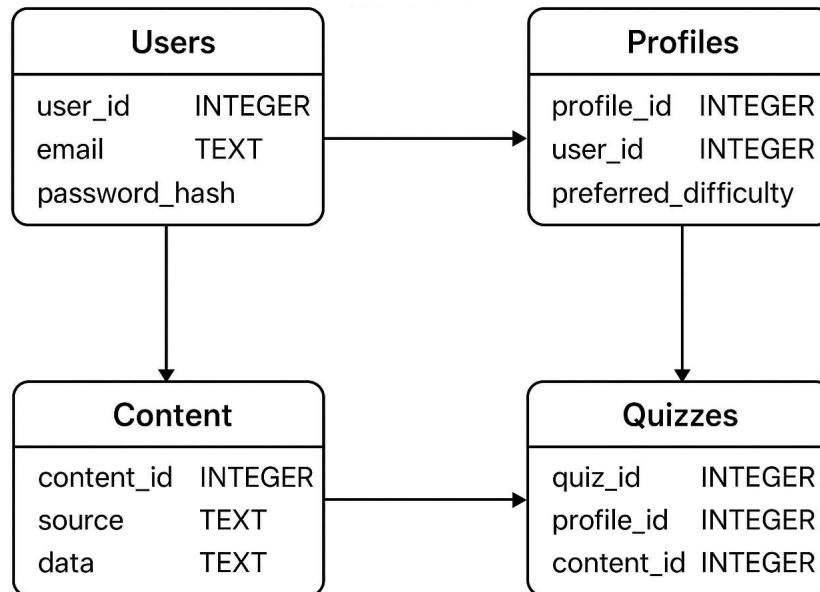 Users
user_id INTEGER
email TEXT
password_hash
Profiles
profile_id INTEGER
user_id INTEGER
preferred_difficulty
Content
content_id INTEGER
source TEXT
data TEXT
Quizzes
quiz_id INTEGER
profile_id INTEGER
content_id INTEGER